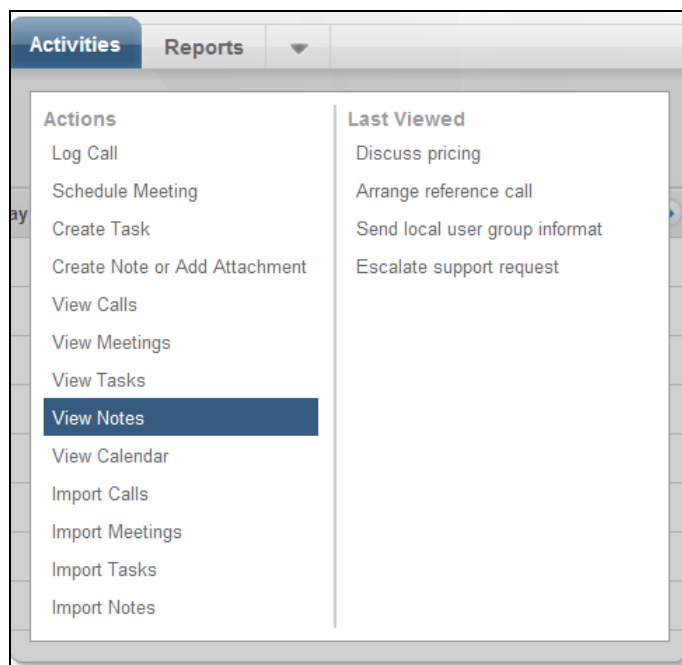 Activities
Reports
Actions
Log Call
Schedule Meeting
Create Task
Create Note or Add Attachment
View Calls
View Meetings
View Tasks
View Notes
View Calendar
Import Calls
Import Meetings
Import Tasks
Import Notes
Last Viewed
Discuss pricing
Arrange reference call
Send local user group informat
Escalate support request
ay